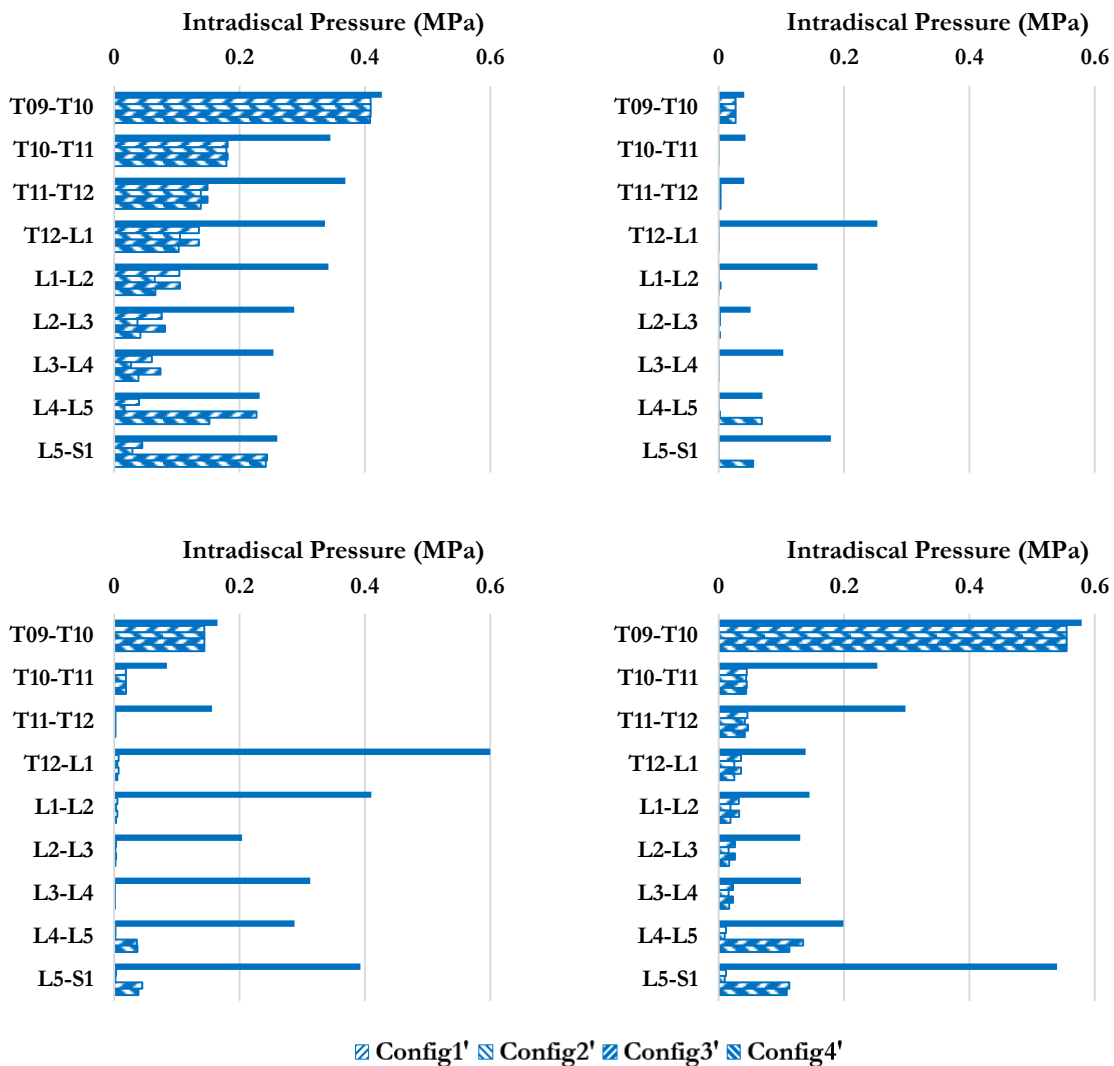 Intradiscal Pressure (MPa)
0 0.2 0.4 0.6
T09-T10
T10-T11
T11-T12
T12-L1
L1-L2
L2-L3
L3-L4
L4-L5
L5-S1
Intradiscal Pressure (MPa)
0 0.2 0.4 0.6
T09-T10
T10-T11
T11-T12
T12-L1
L1-L2
L2-L3
L3-L4
L4-L5
L5-S1
Intradiscal Pressure (MPa)
0 0.2 0.4 0.6
T09-T10
T10-T11
T11-T12
T12-L1
L1-L2
L2-L3
L3-L4
L4-L5
L5-S1
Intradiscal Pressure (MPa)
0 0.2 0.4 0.6
T09-T10
T10-T11
T11-T12
T12-L1
L1-L2
L2-L3
L3-L4
L4-L5
L5-S1
Config1' Config2' Config3' Config4'